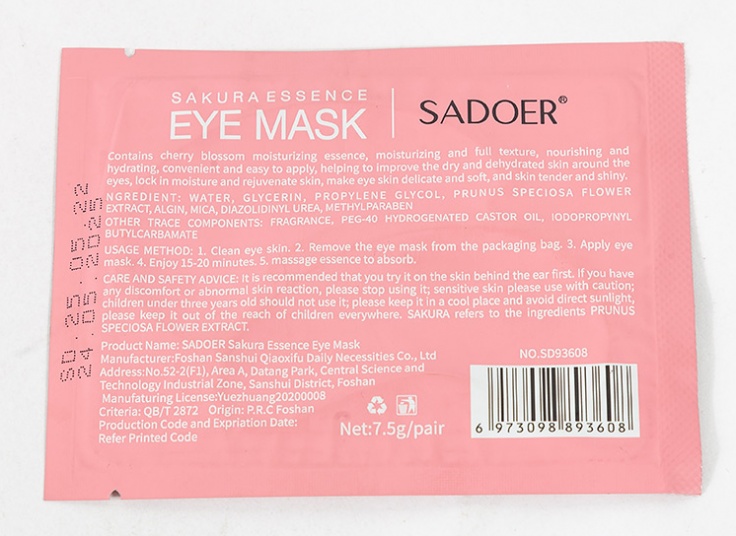 SAKURA ESSENCE
EYE MASK
SADOER®
Contains cherry blossom moisturizing essence, moisturizing and full texture, nourishing and
hydrating, convenient and easy to apply, helping to improve the dry and dehydrated skin around the
eyes, lock in moisture and rejuvenate skin, make eye skin delicate and soft, and skin tender and shiny.
NGREDIENT: WATER, GLYCERIN, PROPYLENE GLYCOL, PRUNUS SPECIOSA FLOWER
EXTRACT, ALGIN, MICA, DIAZOLIDINYL UREA, METHYLPARABEN
OTHER TRACE COMPONENTS: FRAGRANCE, PEG-40 HYDROGENATED CASTOR OIL, IODOPROPYNYL
BUTYLCARBAMATE
USAGE METHOD: 1. Clean eye skin. 2. Remove the eye mask from the packaging bag. 3. Apply eye
mask. 4. Enjoy 15-20 minutes. 5. massage essence to absorb.
CARE AND SAFETY ADVICE: It is recommended that you try it on the skin behind the ear first. If you have
any discomfort or abnormal skin reaction, please stop using it; sensitive skin please use with caution;
children under three years old should not use it; please keep it in a cool place and avoid direct sunlight,
please keep it out of the reach of children everywhere. SAKURA refers to the ingredients PRUNUS
SPECIOSA FLOWER EXTRACT.
Product Name: SADOER Sakura Essence Eye Mask
Manufacturer:Foshan Sanshui Qiaoxifu Daily Necessities Co., Ltd
Address:No.52-2(F1), Area A, Datang Park, Central Science and
Technology Industrial Zone, Sanshui District, Foshan
Manufaturing License:Yuezhuang20200008
Criteria: QB/T 2872 Origin: P.R.C Foshan
Production Code and Expriation Date:
Refer Printed Code
Net:7.5g/pair
NO.SD93608
6 973098 893608
SD.25.05.22
24.05.2025